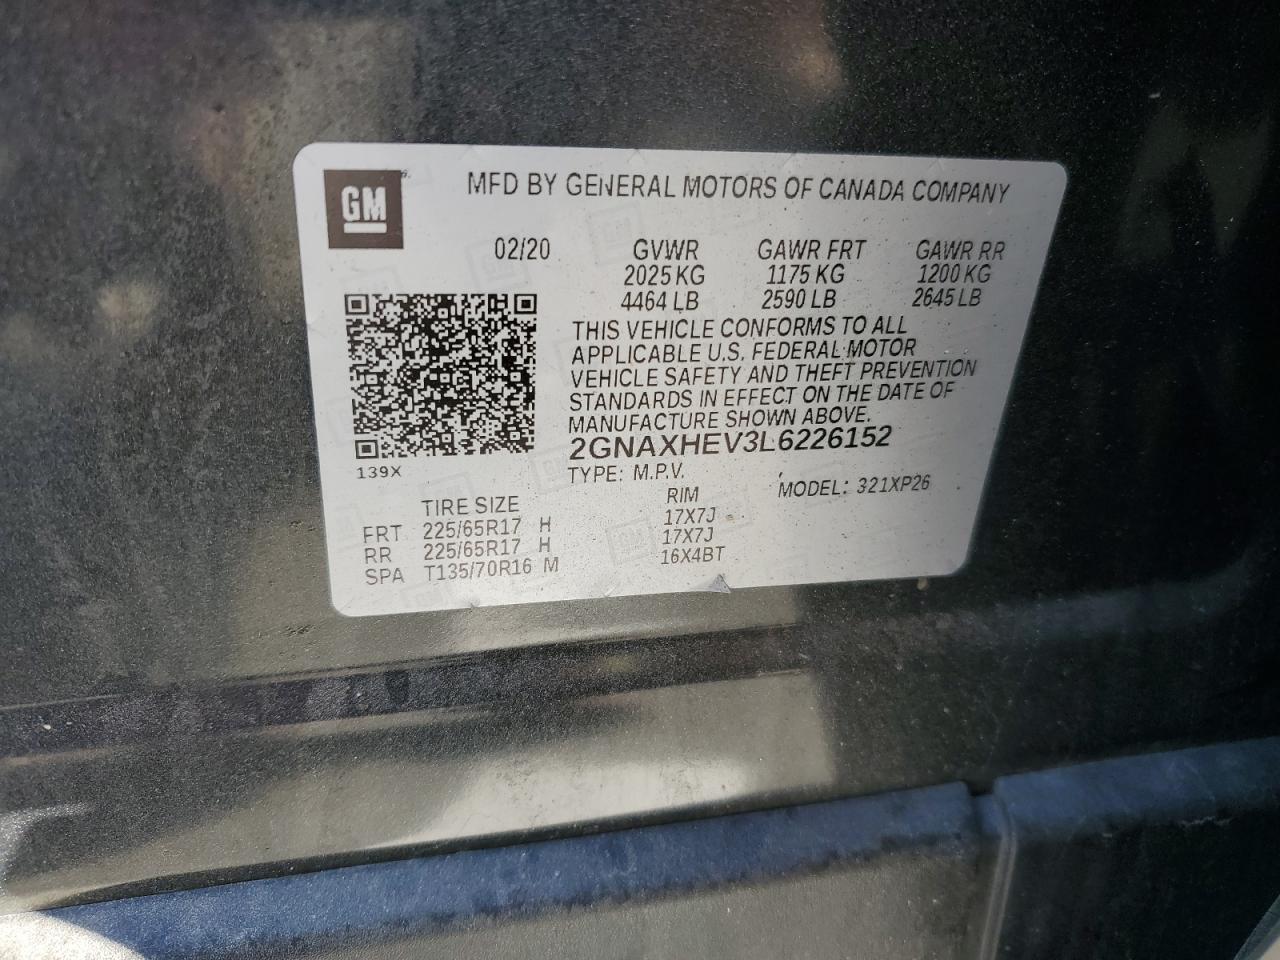 GM
MFD BY GENERAL MOTORS OF CANADA COMPANY
02/20 GVWR GAWR FRT GAWR RR
2025 KG 1175 KG 1200 KG
4464 LB 2590 LB 2645 LB
THIS VEHICLE CONFORMS TO ALL
APPLICABLE U.S. FEDERAL MOTOR
VEHICLE SAFETY AND THEFT PREVENTION
STANDARDS IN EFFECT ON THE DATE OF
MANUFACTURE SHOWN ABOVE.
2GNAXHEV3L6226152
139X
TYPE: M.P.V. MODEL: 321XP26
TIRE SIZE RIM
FRT 225/65R17 H 17X7J
RR 225/65R17 H 17X7J
SPA T135/70R16 M 16X4BT